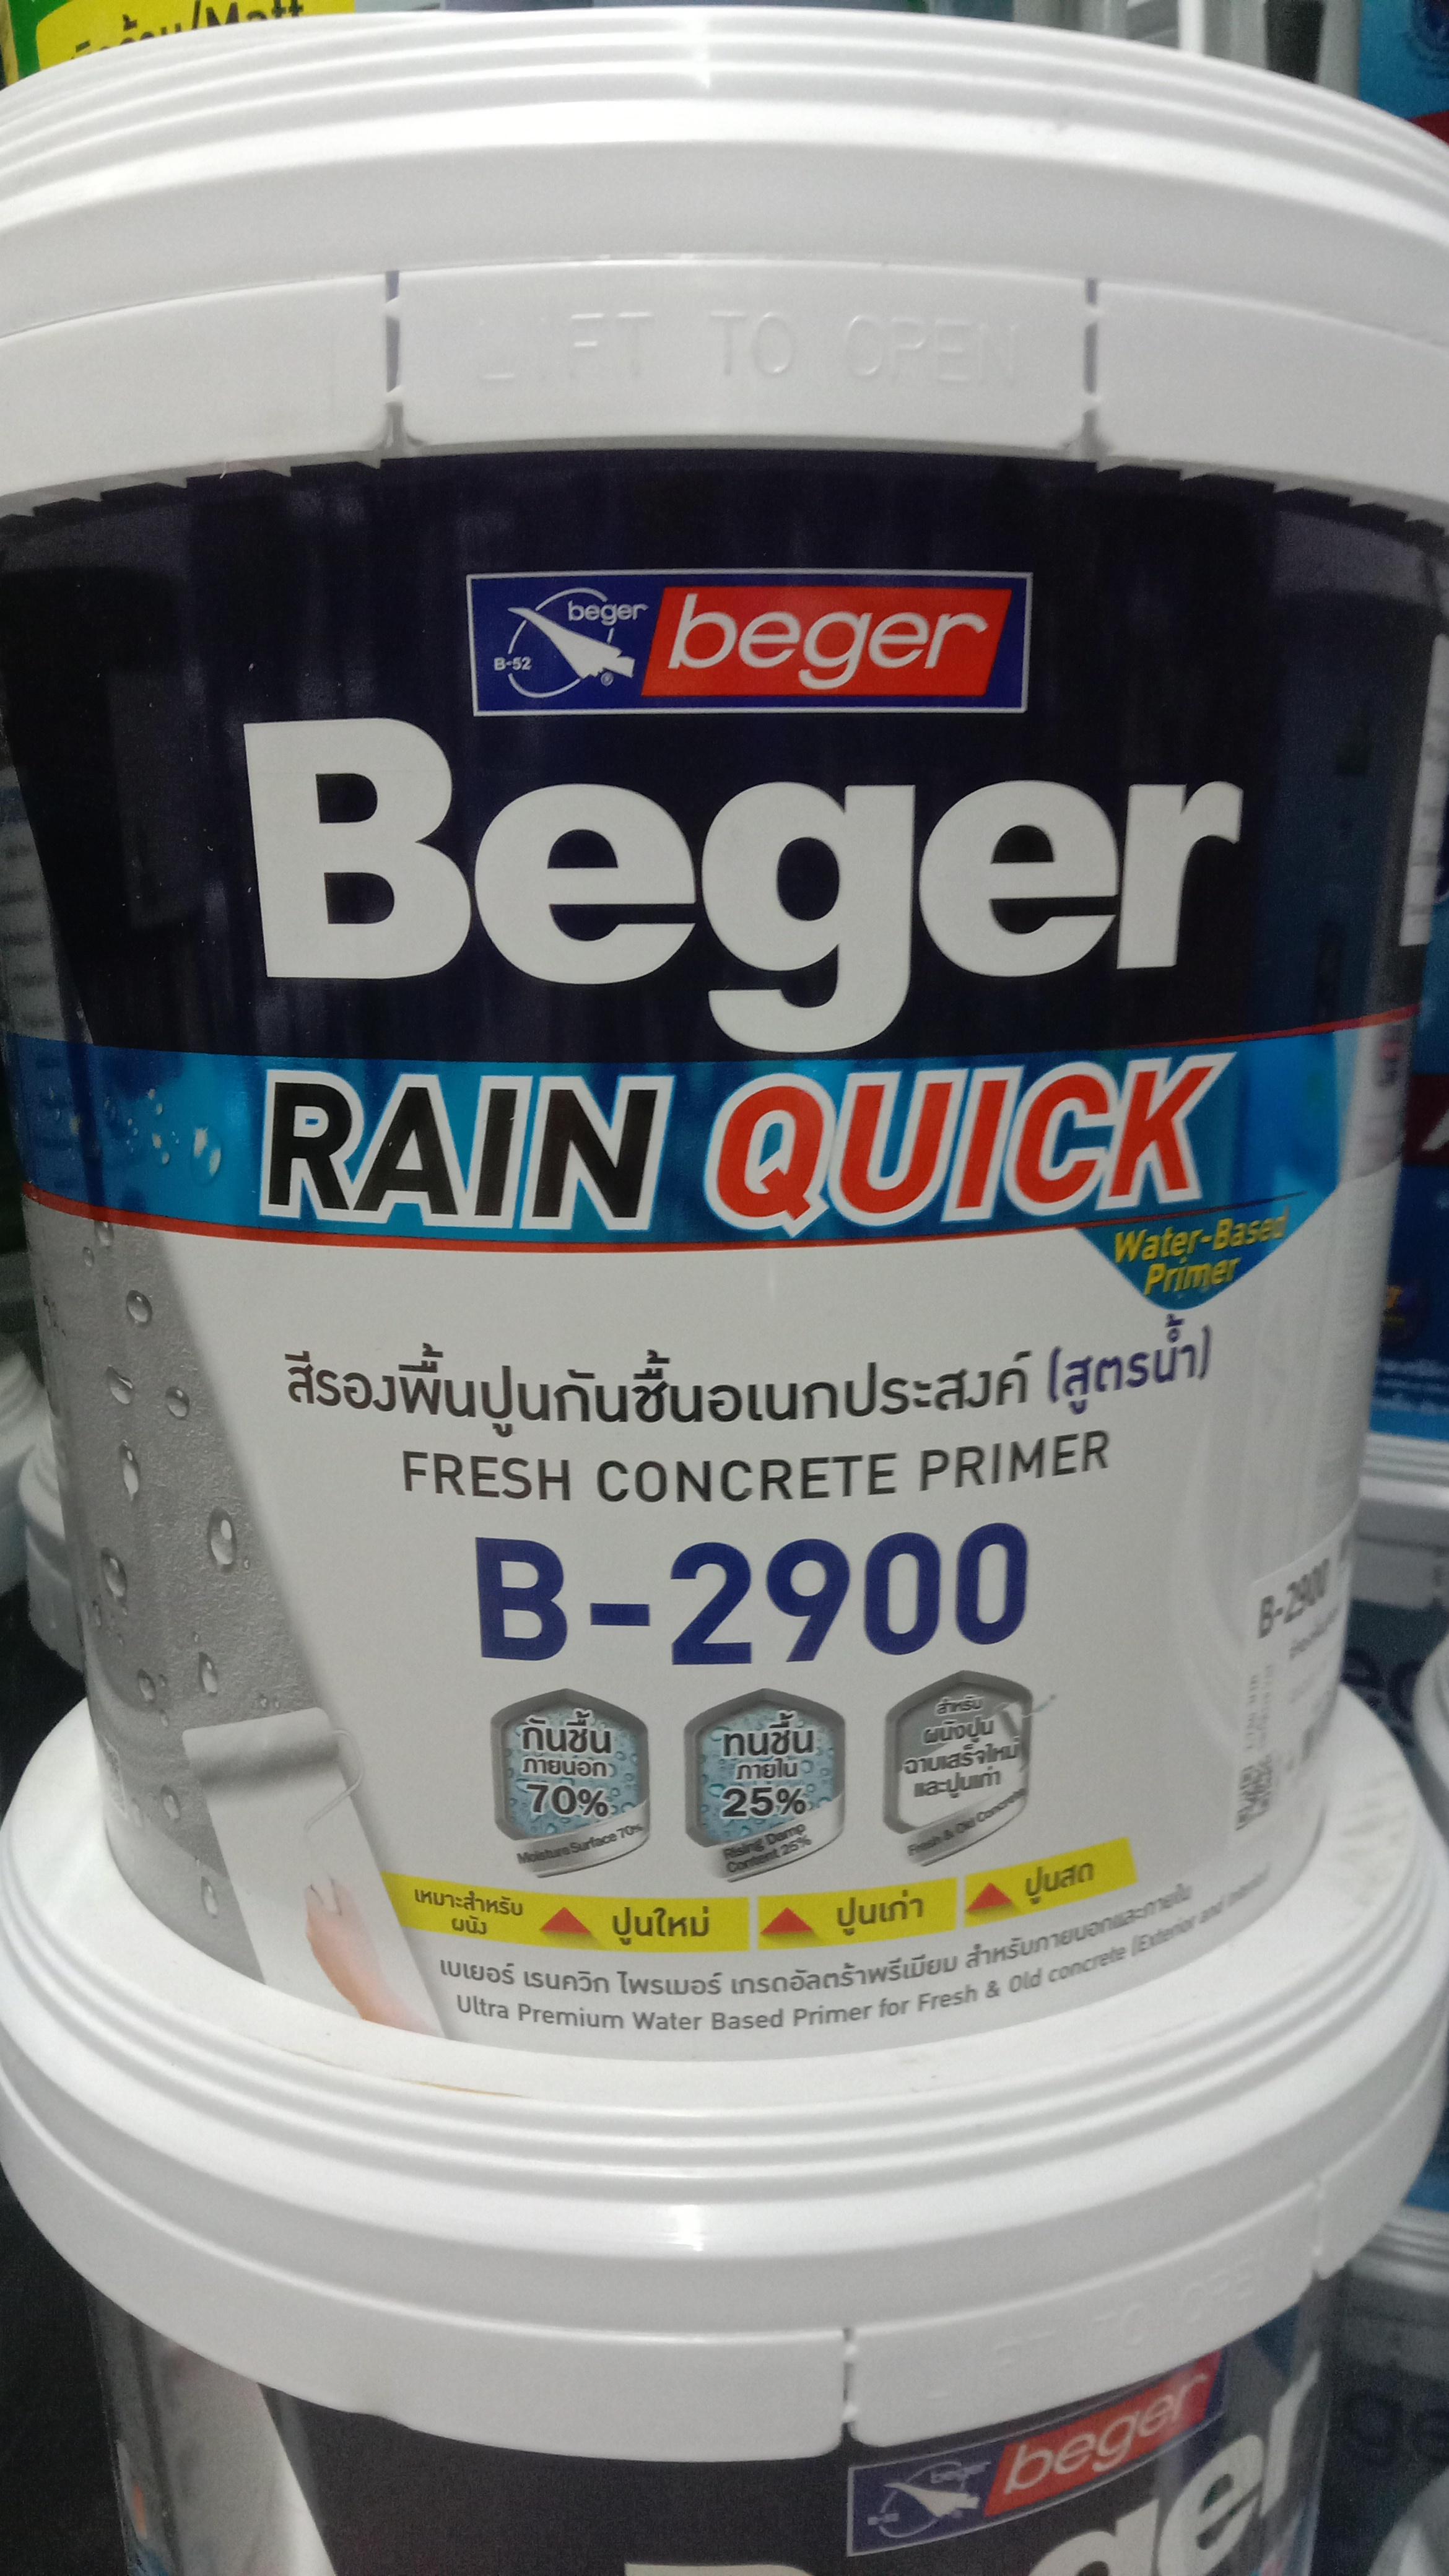 /Matt
LIFT TO OPEN
beger
B-52
®
beger
Beger
RAIN QUICK
Water-Based
Primer
สีรองพื้นปูนกันชื้นอเนกประสงค์ (สูตรน้ำ)
FRESH CONCRETE PRIMER
B-2900
B-2900
กันชื้น
ภายนอก
70%
Moisture Surface 70%
ทนชื้น
ภายใน
25%
Rising Damp
Content 25%
สำหรับ
ผนังปูน
ฉาบเสร็จใหม่
และปูนเก่า
Fresh & Old Concrete
เหมาะสำหรับ
ผนัง
ปูนใหม่
ปูนเก่า
ปูนสด
เบเยอร์ เรนควิก ไพรเมอร์ เกรดอัลตร้าพรีเมียม สำหรับภายนอกและภายใน
Ultra Premium Water Based Primer for Fresh & Old concrete (Exterior and Interior)
TO OPE
beger
beger
ger